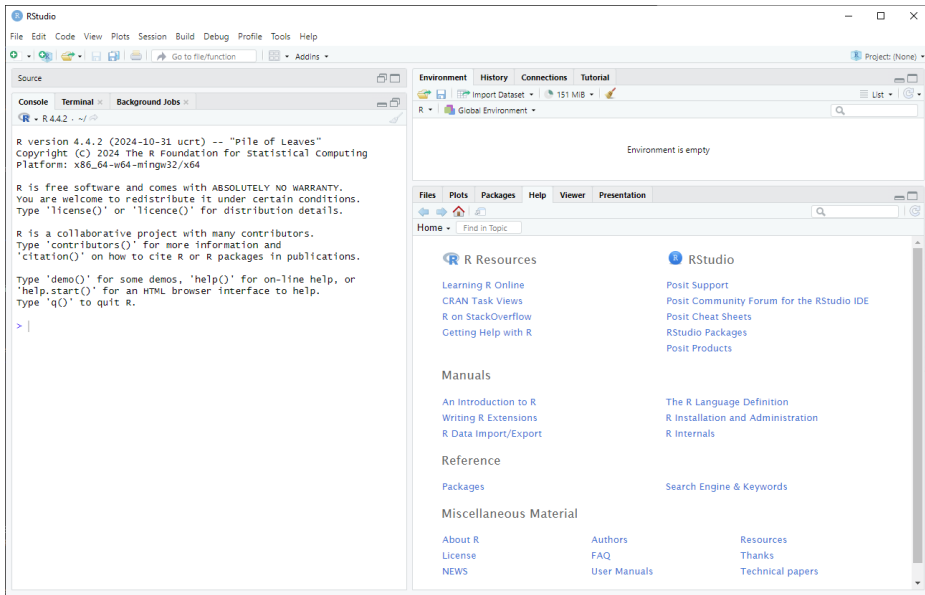 RStudio
File Edit Code View Plots Session Build Debug Profile Tools Help
Go to file/function Addins Project: (None)
Source
Console Terminal Background Jobs
R 4.4.2 · ~/
R version 4.4.2 (2024-10-31 ucrt) -- "Pile of Leaves"
Copyright (C) 2024 The R Foundation for Statistical Computing
Platform: x86_64-w64-mingw32/x64
R is free software and comes with ABSOLUTELY NO WARRANTY.
You are welcome to redistribute it under certain conditions.
Type 'license()' or 'licence()' for distribution details.
R is a collaborative project with many contributors.
Type 'contributors()' for more information and
'citation()' on how to cite R or R packages in publications.
Type 'demo()' for some demos, 'help()' for on-line help, or
'help.start()' for an HTML browser interface to help.
Type 'q()' to quit R.
>
Environment History Connections Tutorial
Import Dataset 151 MiB List
R Global Environment
Environment is empty
Files Plots Packages Help Viewer Presentation
Home Find in Topic
R Resources
Learning R Online
CRAN Task Views
R on StackOverflow
Getting Help with R
RStudio
Posit Support
Posit Community Forum for the RStudio IDE
Posit Cheat Sheets
RStudio Packages
Posit Products
Manuals
An Introduction to R The R Language Definition
Writing R Extensions R Installation and Administration
R Data Import/Export R Internals
Reference
Packages Search Engine & Keywords
Miscellaneous Material
About R Authors Resources
License FAQ Thanks
NEWS User Manuals Technical papers